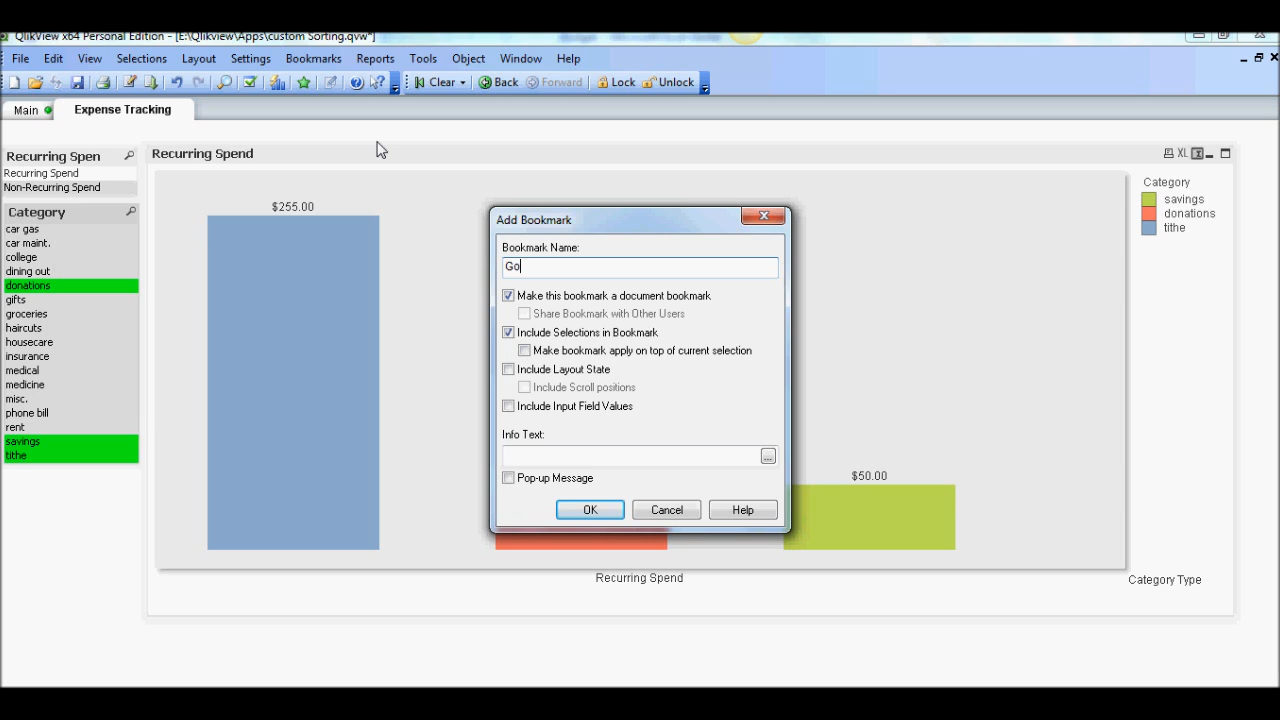 QlikView x64 Personal Edition - [E:\Qlikview\Apps\custom Sorting.qvw*]
File Edit View Selections Layout Settings Bookmarks Reports Tools Object Window Help
Clear Back Forward Lock Unlock
Main Expense Tracking
Recurring Spen
Recurring Spend
Non-Recurring Spend
Category
car gas
car maint.
college
dining out
donations
gifts
groceries
haircuts
housecare
insurance
medical
medicine
misc.
phone bill
rent
savings
tithe
Recurring Spend
XL
$255.00
$50.00
Recurring Spend
Category Type
Category
savings
donations
tithe
Add Bookmark
Bookmark Name:
Go
Make this bookmark a document bookmark
Share Bookmark with Other Users
Include Selections in Bookmark
Make bookmark apply on top of current selection
Include Layout State
Include Scroll positions
Include Input Field Values
Info Text:
...
Pop-up Message
OK Cancel Help